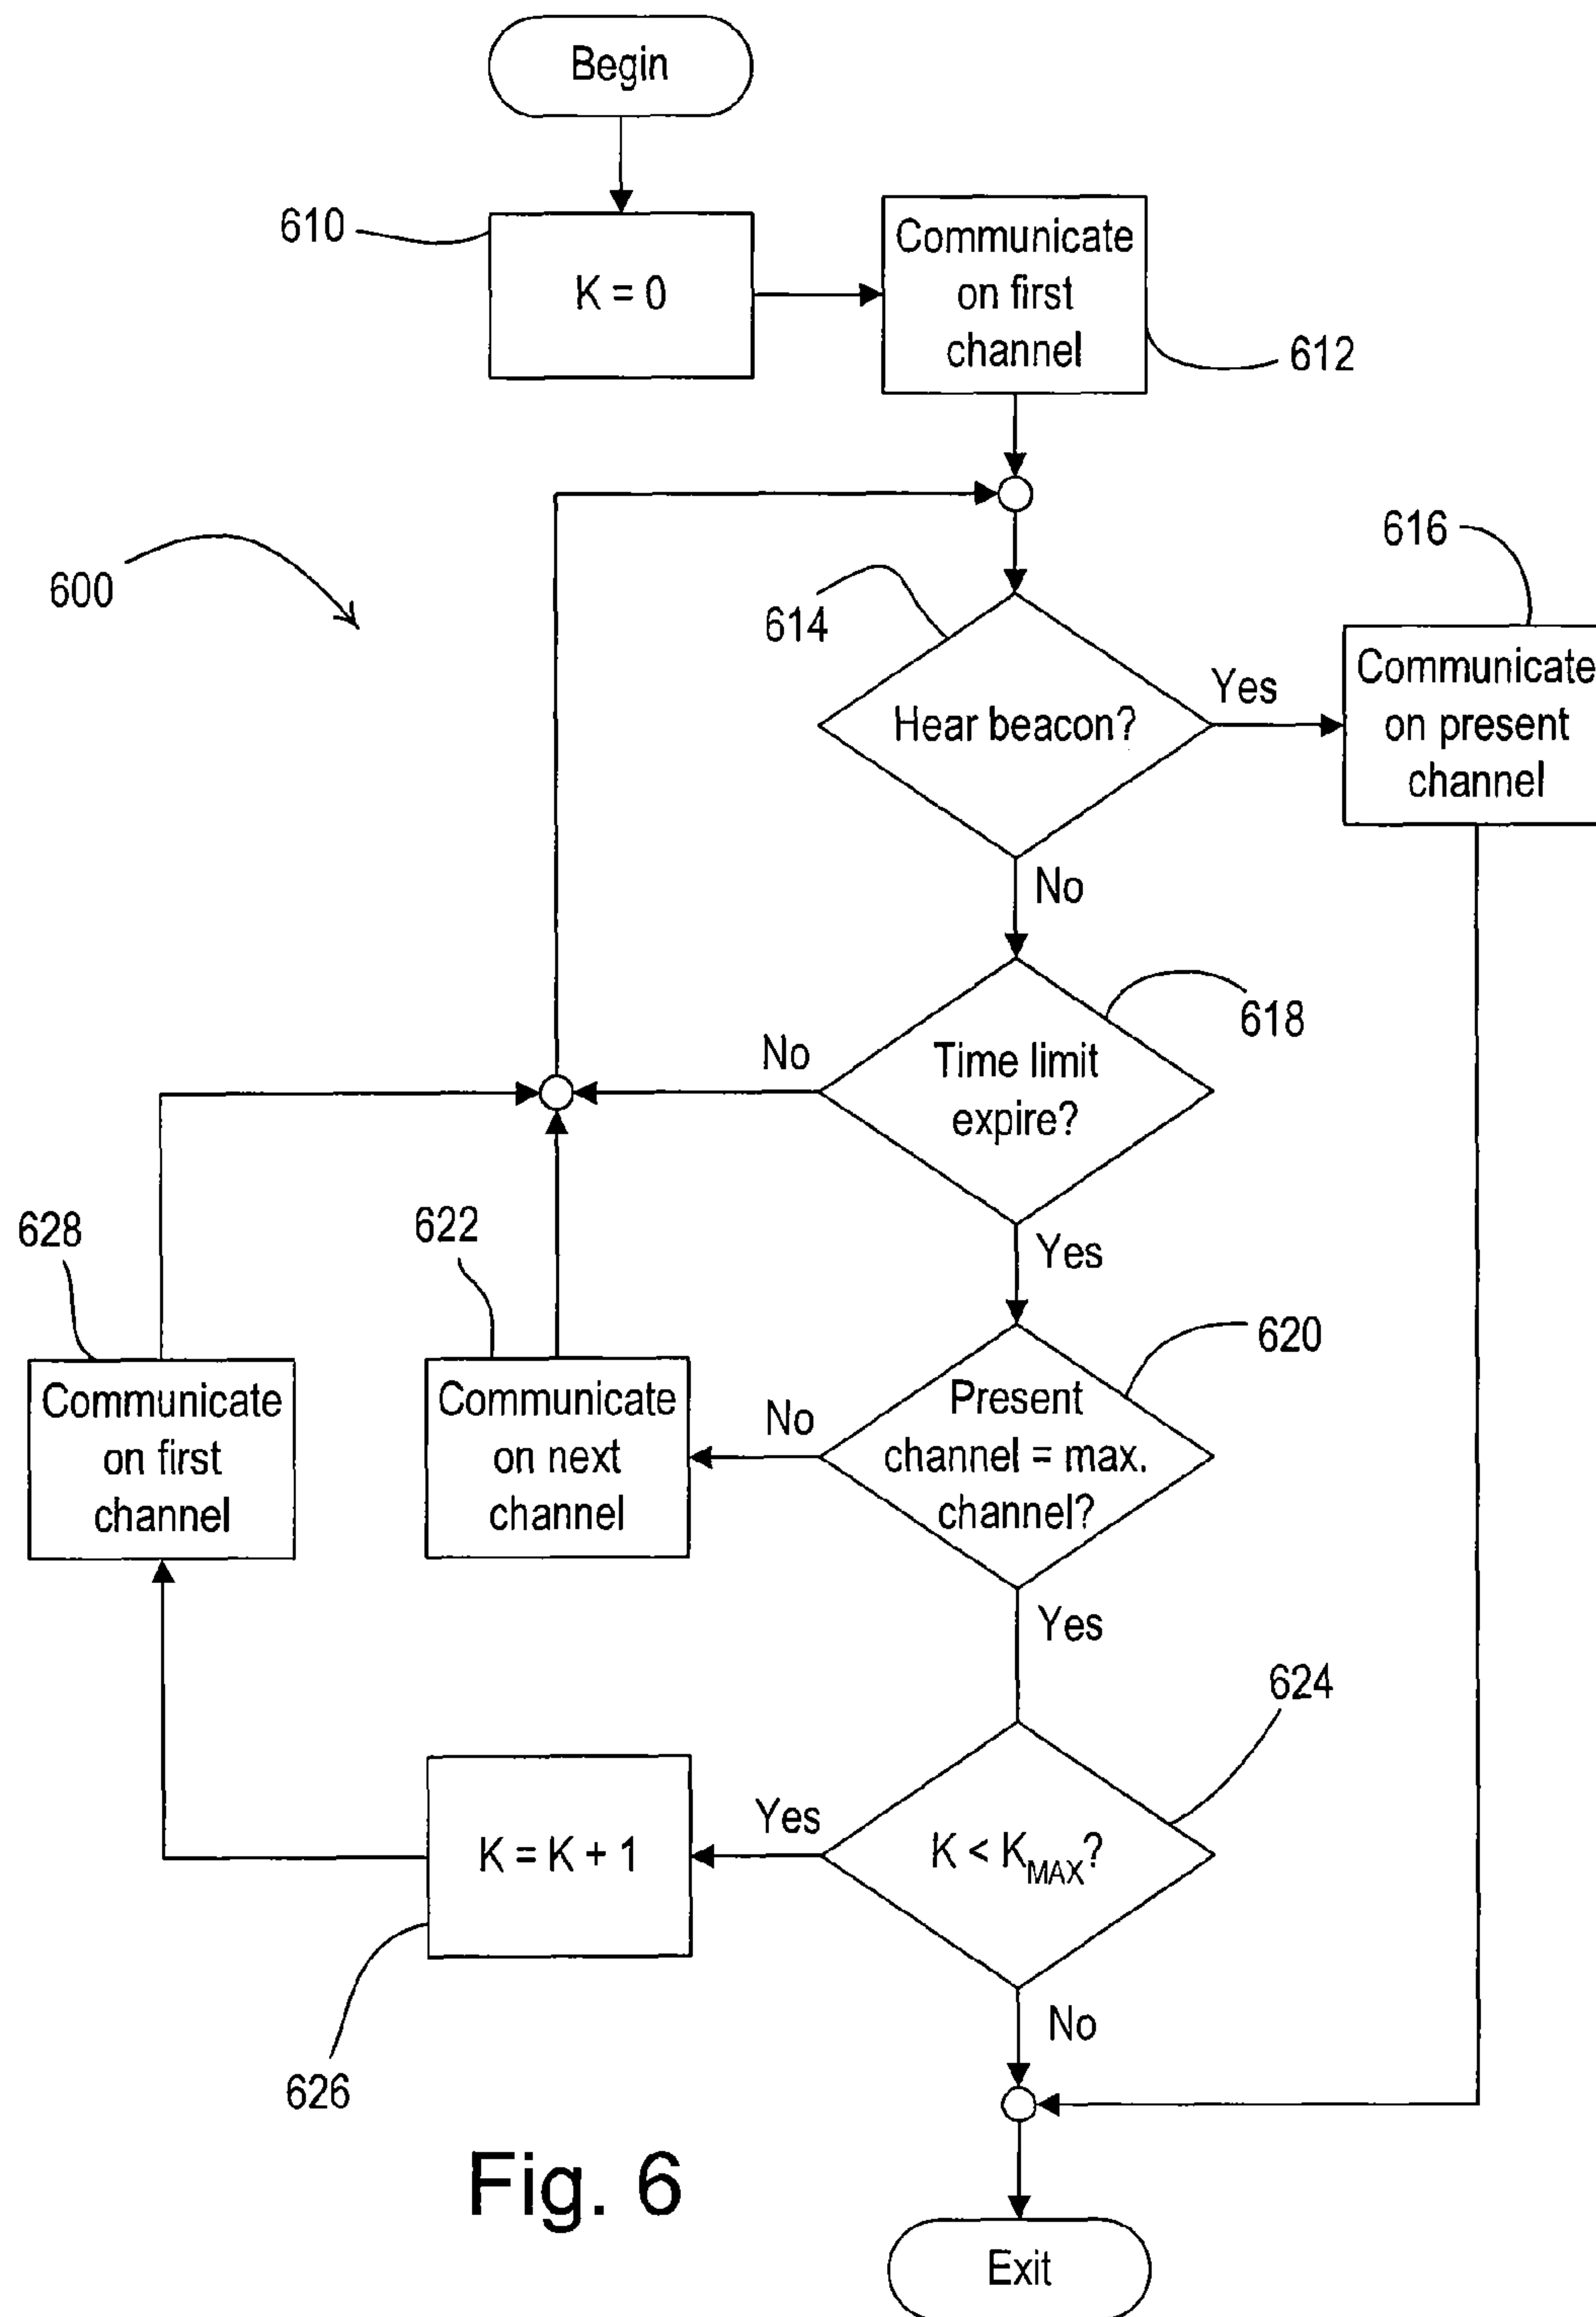 Begin
610
K = 0
Communicate
on first
channel
612
600
614
Hear beacon?
Yes
616
Communicate
on present
channel
No
618
Time limit
expire?
No
Yes
628
622
620
Communicate
on first
channel
Communicate
on next
channel
No
Present
channel = max.
channel?
Yes
624
K = K + 1
Yes
K < KMAX?
626
No
Fig. 6
Exit